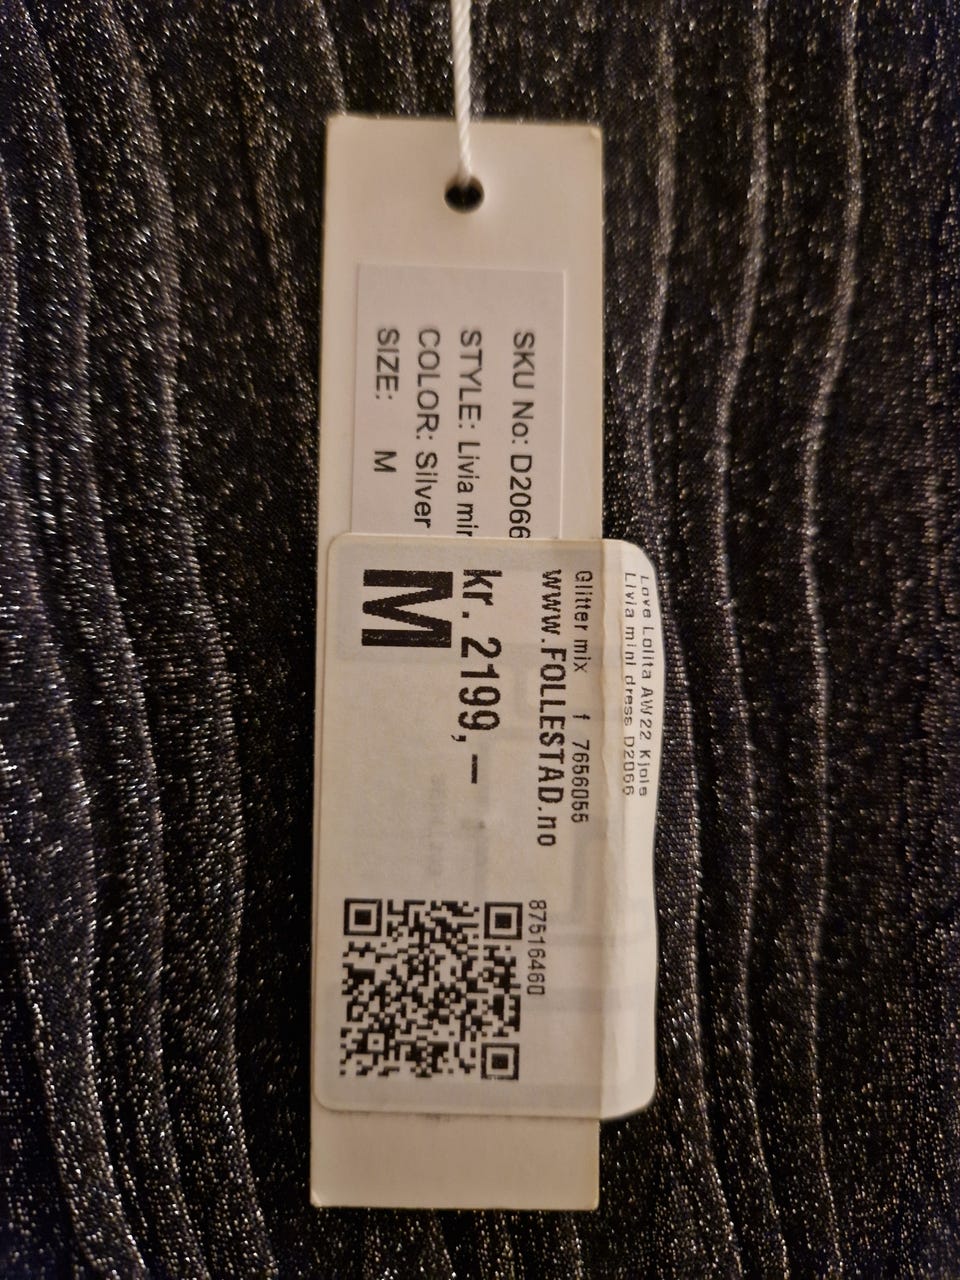 SKU No: D2066
STYLE: Livia mir
COLOR: Silver
SIZE: M
Love Lolita AW22 Kjole
Livia mini dress D2066
Glitter mix f 7656055
WWW.FOLLESTAD.no
kr. 2199,—
M
87516460